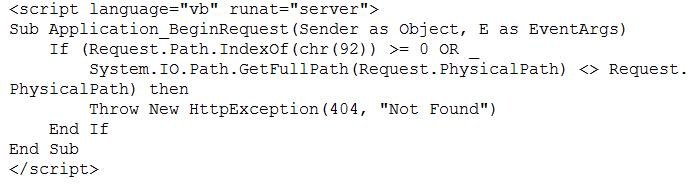 <script language="vb" runat="server">
Sub Application_BeginRequest(Sender as Object, E as EventArgs)
    If (Request.Path.IndexOf(chr(92)) >= 0 OR _
        System.IO.Path.GetFullPath(Request.PhysicalPath) <> Request.
PhysicalPath) then
        Throw New HttpException(404, "Not Found")
    End If
End Sub
</script>